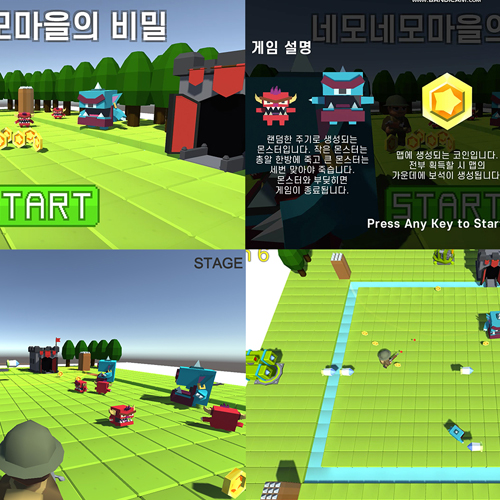 모마을의 비밀
TART
WWW.BANDICAM.COM
네모네모마을의
게임 설명
랜덤한 주기로 생성되는
몬스터입니다. 작은 몬스터는
총알 한방에 죽고 큰 몬스터는
세번 맞아야 죽습니다.
몬스터와 부딪히면
게임이 종료됩니다.
맵에 생성되는 코인입니다.
전부 획득할 시 맵의
가운데에 보석이 생성됩니다
START
Press Any Key to Start
STAGE
6